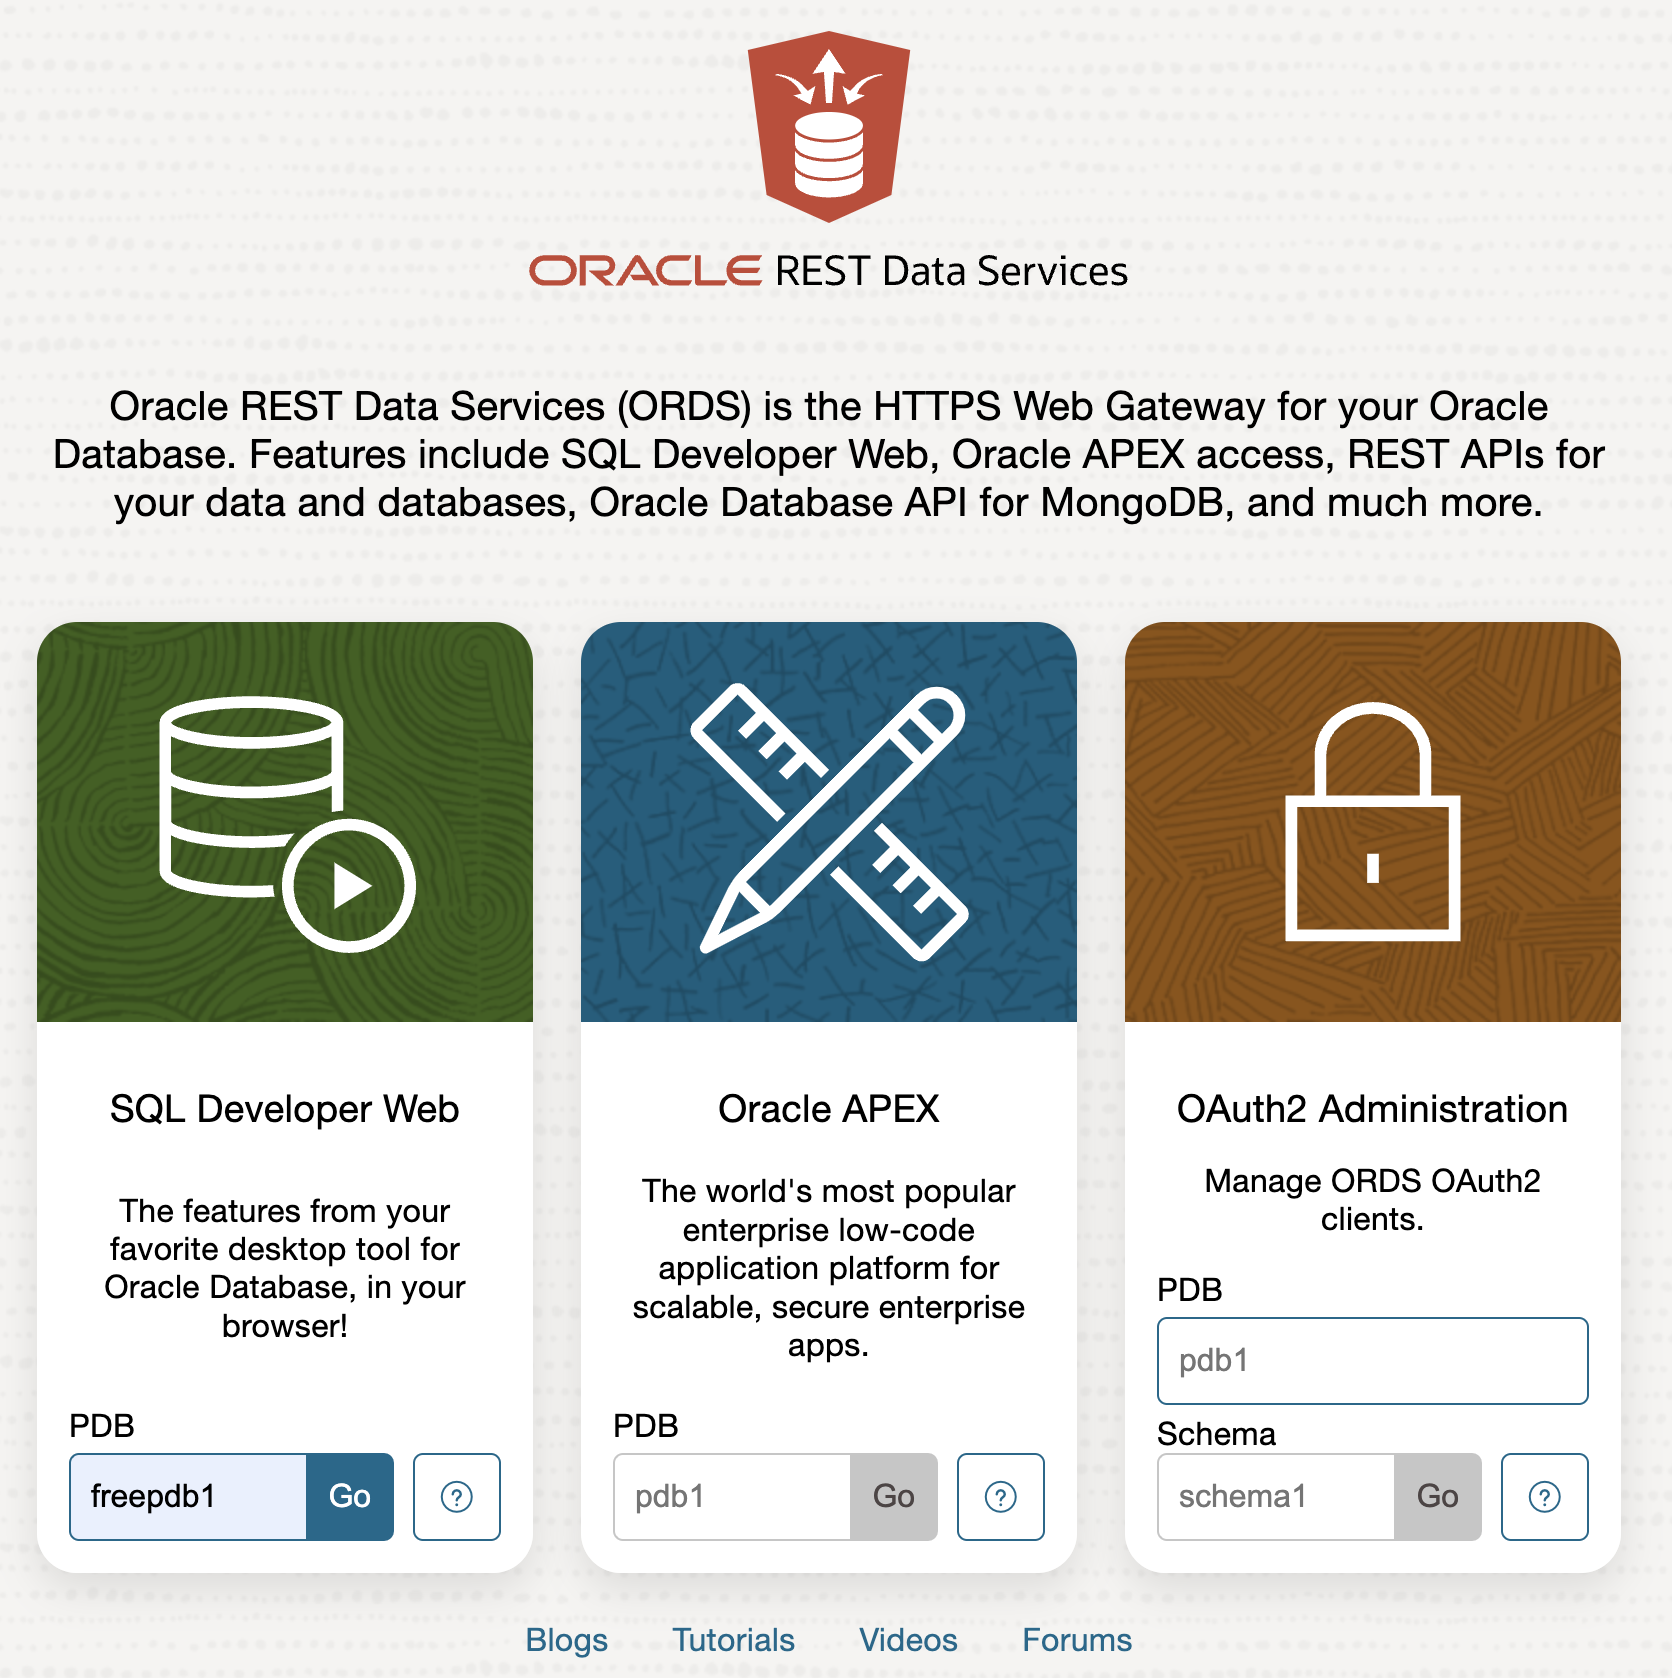 ORACLE REST Data Services
Oracle REST Data Services (ORDS) is the HTTPS Web Gateway for your Oracle
Database. Features include SQL Developer Web, Oracle APEX access, REST APIs for
your data and databases, Oracle Database API for MongoDB, and much more.
SQL Developer Web
The features from your
favorite desktop tool for
Oracle Database, in your
browser!
PDB
freepdb1 Go ?
Oracle APEX
The world's most popular
enterprise low-code
application platform for
scalable, secure enterprise
apps.
PDB
pdb1 Go ?
OAuth2 Administration
Manage ORDS OAuth2
clients.
PDB
pdb1
Schema
schema1 Go ?
Blogs Tutorials Videos Forums